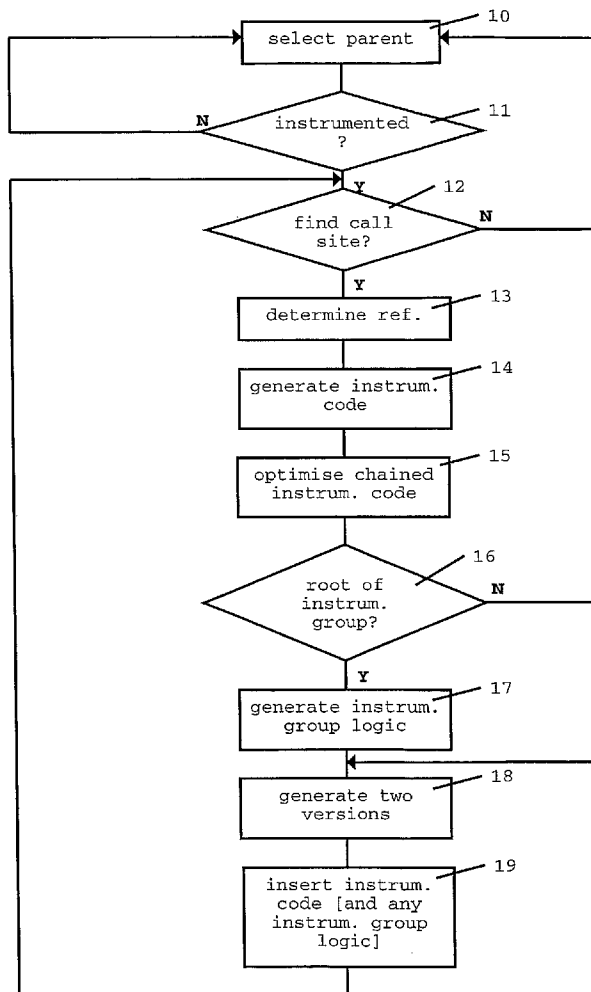 10
select parent
11
N
instrumented
?
Y
12
N
find call
site?
Y
13
determine ref.
14
generate instrum.
code
15
optimise chained
instrum. code
16
root of
instrum.
group?
N
Y
17
generate instrum.
group logic
18
generate two
versions
19
insert instrum.
code [and any
instrum. group
logic]